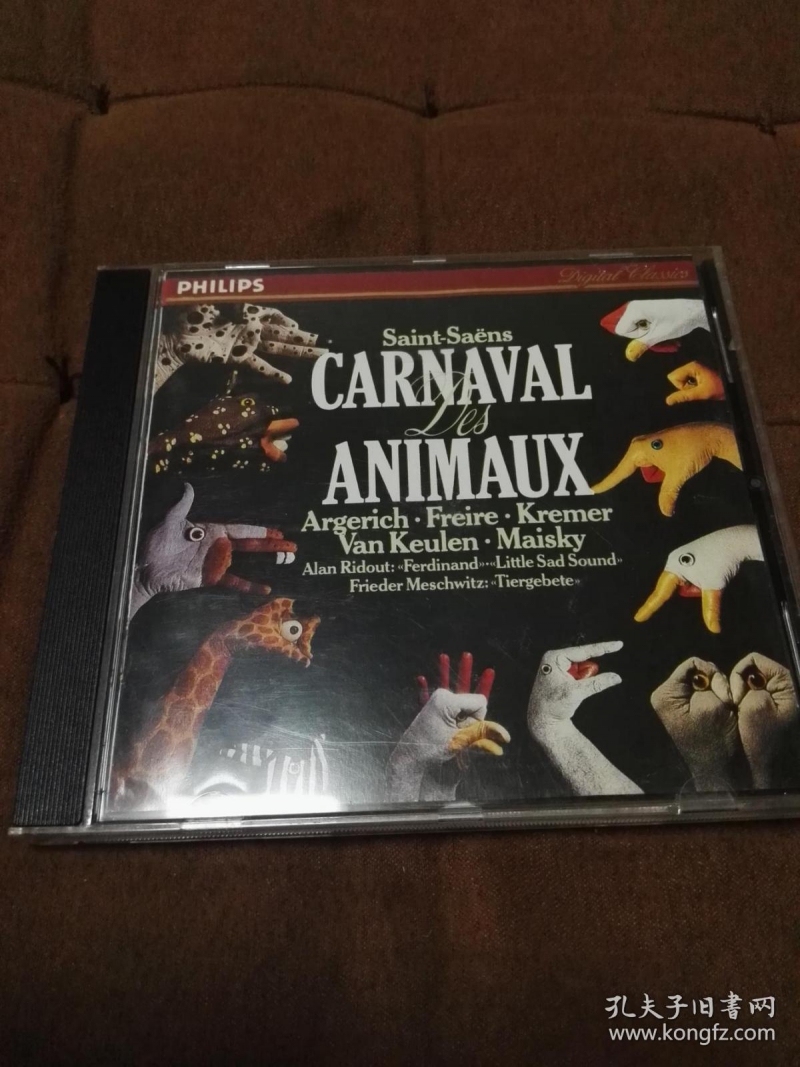 PHILIPS
Digital Classics
Saint-Saëns
CARNAVAL
Des
ANIMAUX
Argerich · Freire · Kremer
Van Keulen · Maisky
Alan Ridout: «Ferdinand» · «Little Sad Sound»
Frieder Meschwitz: «Tiergebete»
孔夫子旧书网
www.kongfz.com